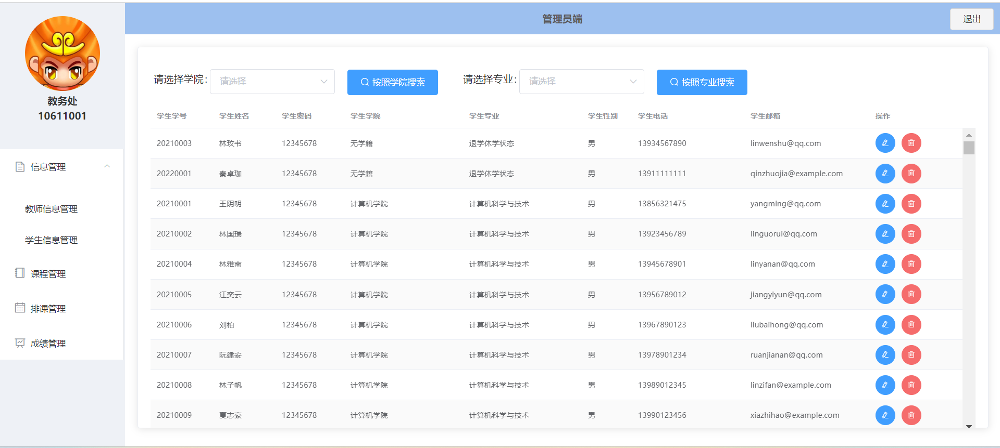 管理员端
退出
教务处
10611001
信息管理
教师信息管理
学生信息管理
课程管理
排课管理
成绩管理
请选择学院: 请选择 按照学院搜索 请选择专业: 请选择 按照专业搜索
学生学号 学生姓名 学生密码 学生学院 学生专业 学生性别 学生电话 学生邮箱 操作
20210003 林玟书 12345678 无学籍 退学休学状态 男 13934567890 linwenshu@qq.com
20220001 秦卓珈 12345678 无学籍 退学休学状态 男 13911111111 qinzhuojia@example.com
20210001 王阴明 12345678 计算机学院 计算机科学与技术 男 13856321475 yangming@qq.com
20210002 林国瑞 12345678 计算机学院 计算机科学与技术 男 13923456789 linguorui@qq.com
20210004 林雅南 12345678 计算机学院 计算机科学与技术 男 13945678901 linyanan@qq.com
20210005 江奕云 12345678 计算机学院 计算机科学与技术 男 13956789012 jiangyiyun@qq.com
20210006 刘柏 12345678 计算机学院 计算机科学与技术 男 13967890123 liubaihong@qq.com
20210007 阮建安 12345678 计算机学院 计算机科学与技术 男 13978901234 ruanjianan@qq.com
20210008 林子帆 12345678 计算机学院 计算机科学与技术 男 13989012345 linzifan@example.com
20210009 夏志豪 12345678 计算机学院 计算机科学与技术 男 13990123456 xiazhihao@example.com